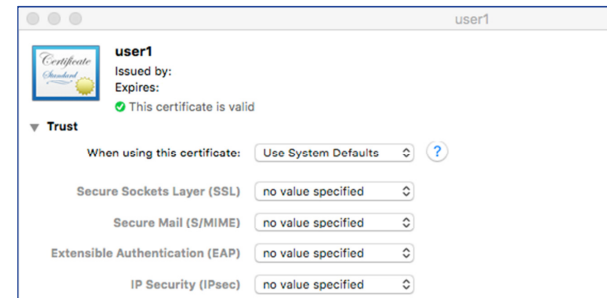 user1
Certificate
Standard
user1
Issued by:
Expires:
This certificate is valid
Trust
When using this certificate: Use System Defaults ?
Secure Sockets Layer (SSL) no value specified
Secure Mail (S/MIME) no value specified
Extensible Authentication (EAP) no value specified
IP Security (IPsec) no value specified